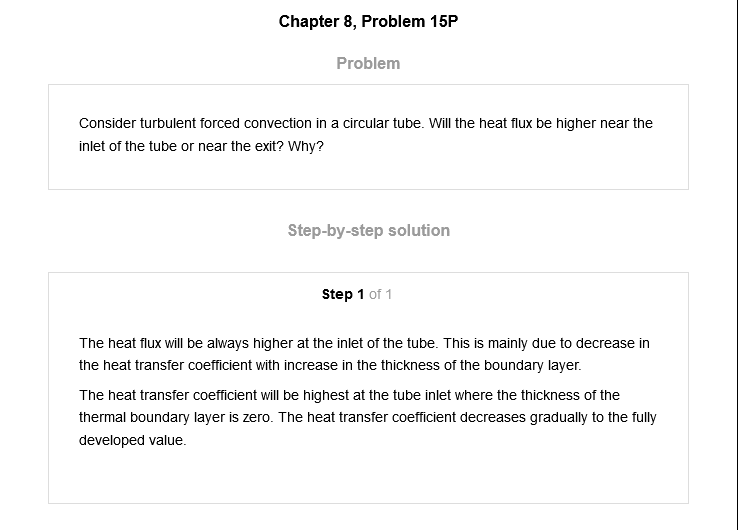 Chapter 8, Problem 15P
Problem
Consider turbulent forced convection in a circular tube. Will the heat flux be higher near the
inlet of the tube or near the exit? Why?
Step-by-step solution
Step 1 of 1
The heat flux will be always higher at the inlet of the tube. This is mainly due to decrease in
the heat transfer coefficient with increase in the thickness of the boundary layer.
The heat transfer coefficient will be highest at the tube inlet where the thickness of the
thermal boundary layer is zero. The heat transfer coefficient decreases gradually to the fully
developed value.